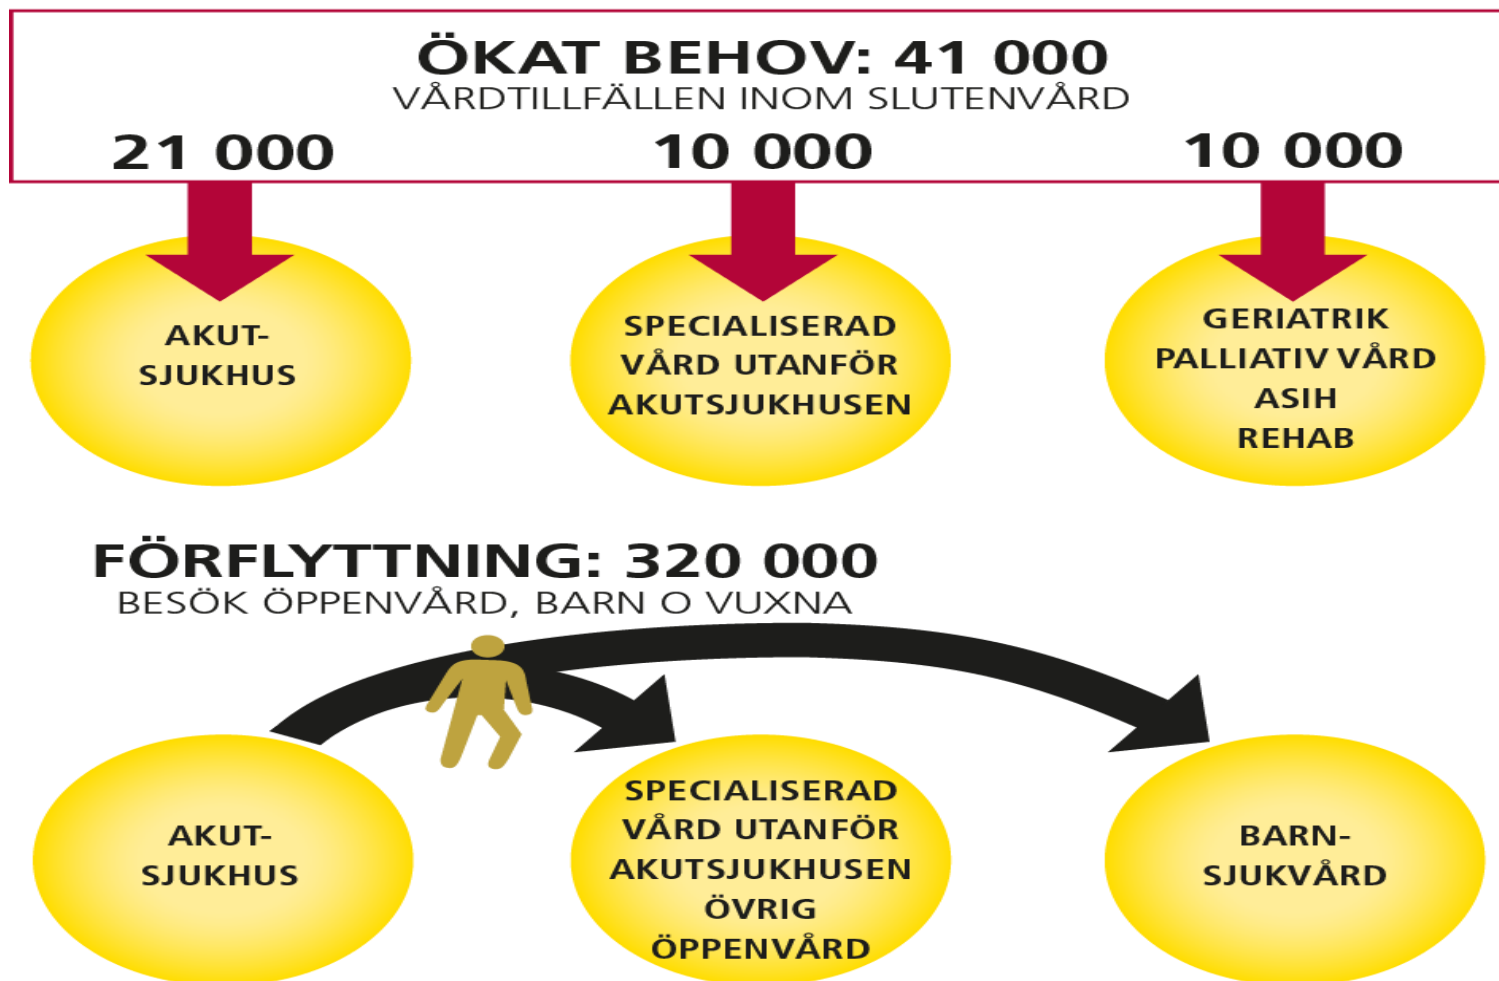 ÖKAT BEHOV: 41 000
VÅRDTILLFÄLLEN INOM SLUTENVÅRD
21 000
10 000
10 000
AKUT-
SJUKHUS
SPECIALISERAD
VÅRD UTANFÖR
AKUTSJUKHUSEN
GERIATRIK
PALLIATIV VÅRD
ASIH
REHAB
FÖRFLYTTNING: 320 000
BESÖK ÖPPENVÅRD, BARN O VUXNA
AKUT-
SJUKHUS
SPECIALISERAD
VÅRD UTANFÖR
AKUTSJUKHUSEN
ÖVRIG
ÖPPENVÅRD
BARN-
SJUKVÅRD